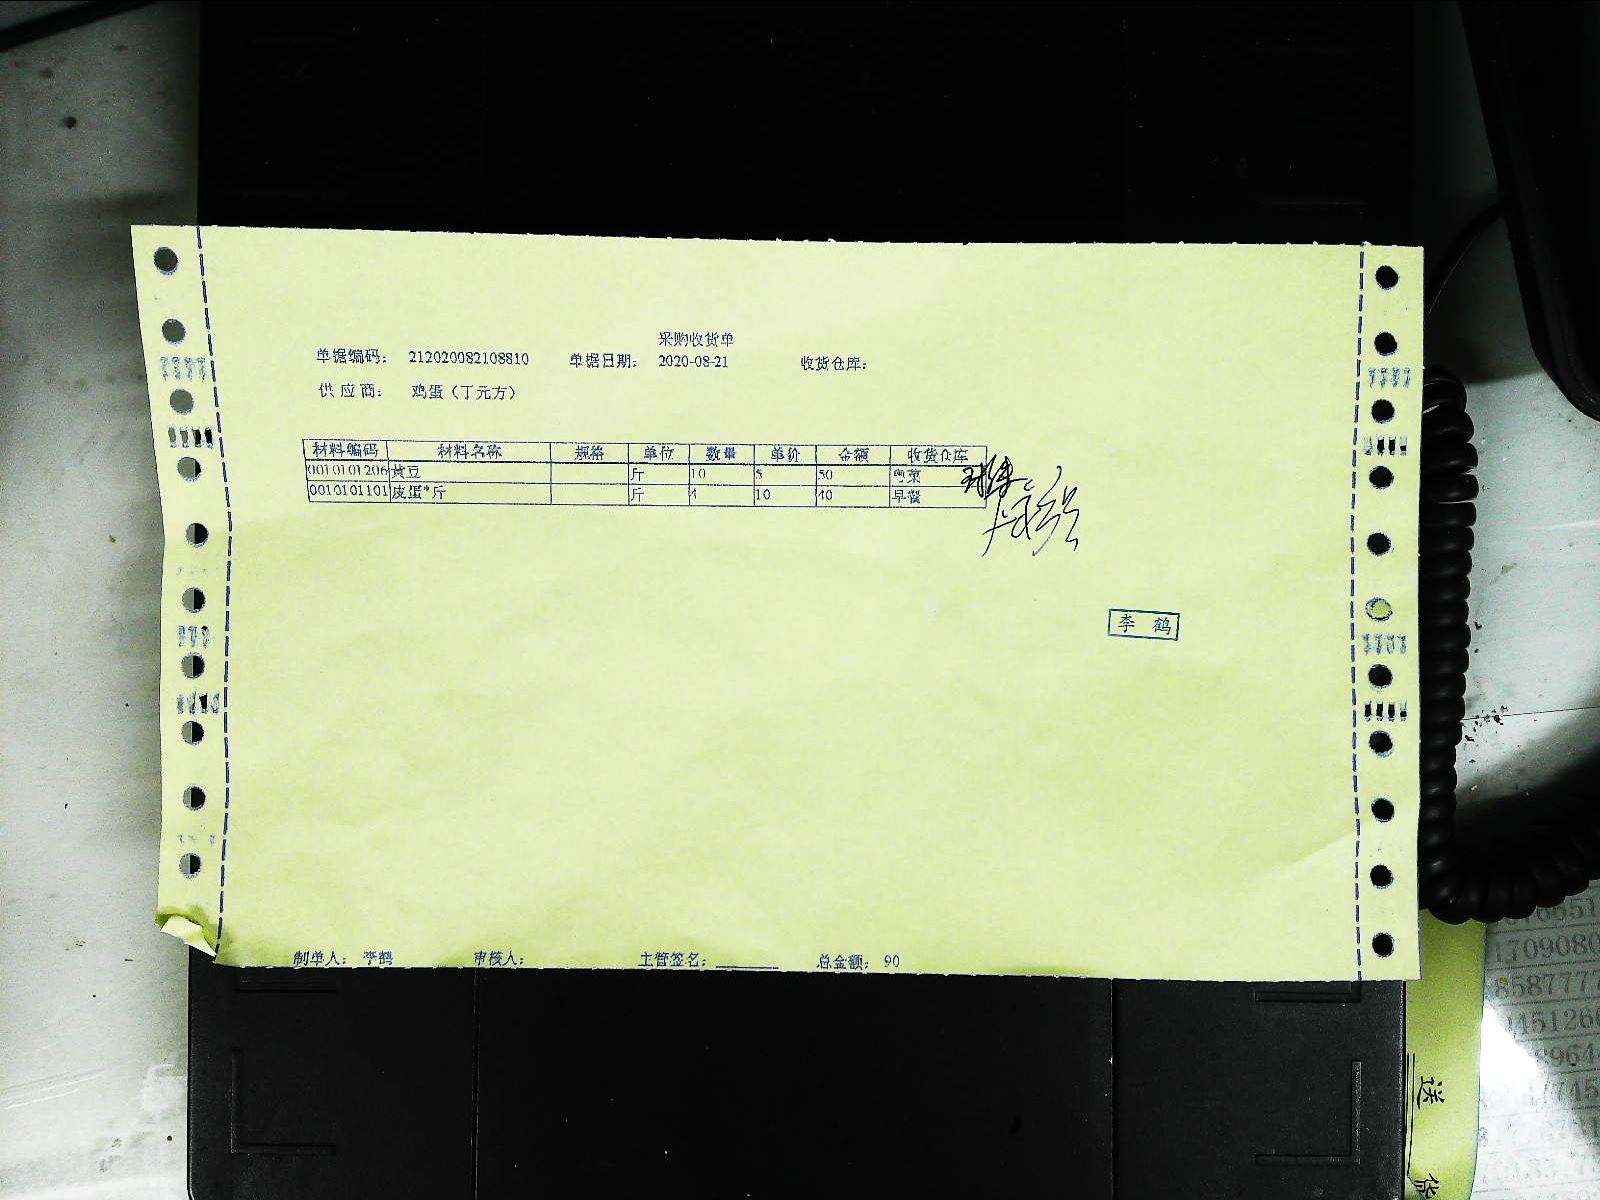 采购收货单
单据编码： 212020082108810 单据日期： 2020-08-21 收货仓库：
供应商： 鸡蛋（丁元方）
材料编码 材料名称 规格 单位 数量 单价 金额 收货仓库
0010101206 黄豆 斤 10 5 50 粤菜
0010101101 皮蛋*斤 斤 4 10 40 早餐
李鹤
制单人： 李鹤 审核人： 主管签名： 总金额： 90
1709080
858777
送